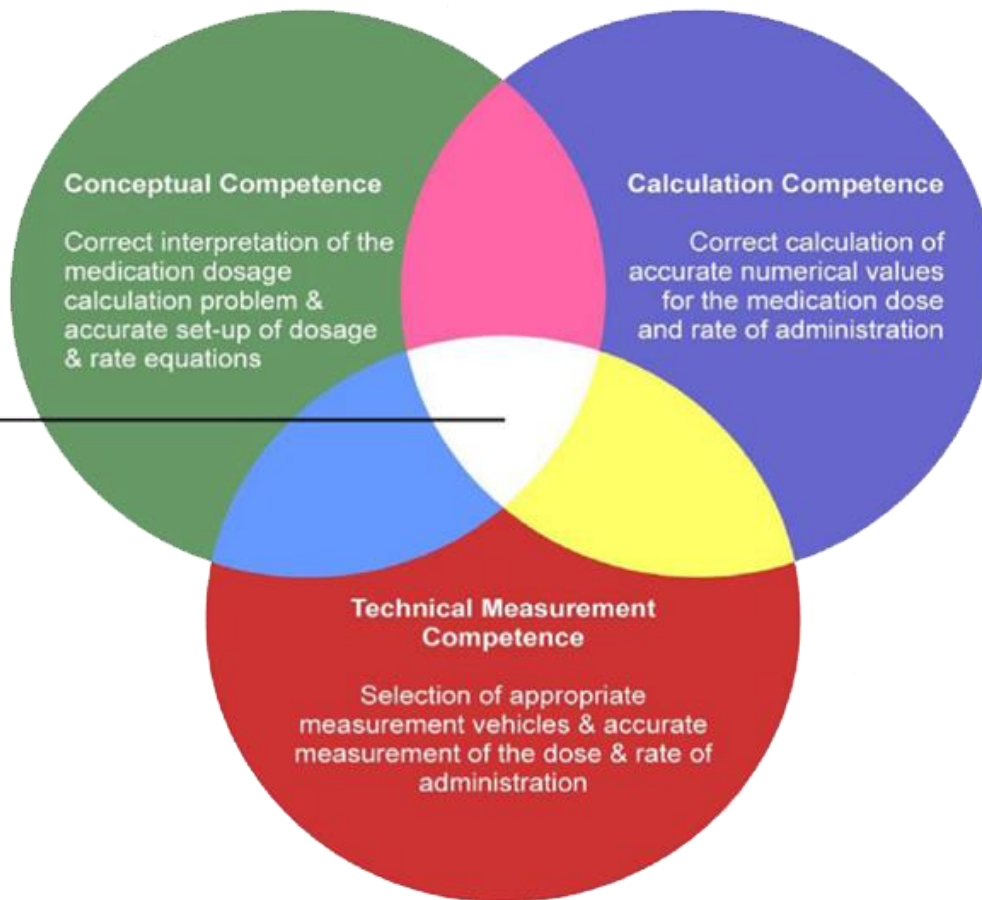 Conceptual Competence
Correct interpretation of the
medication dosage
calculation problem &
accurate set-up of dosage
& rate equations
Calculation Competence
Correct calculation of
accurate numerical values
for the medication dose
and rate of administration
Technical Measurement
Competence
Selection of appropriate
measurement vehicles & accurate
measurement of the dose & rate of
administration